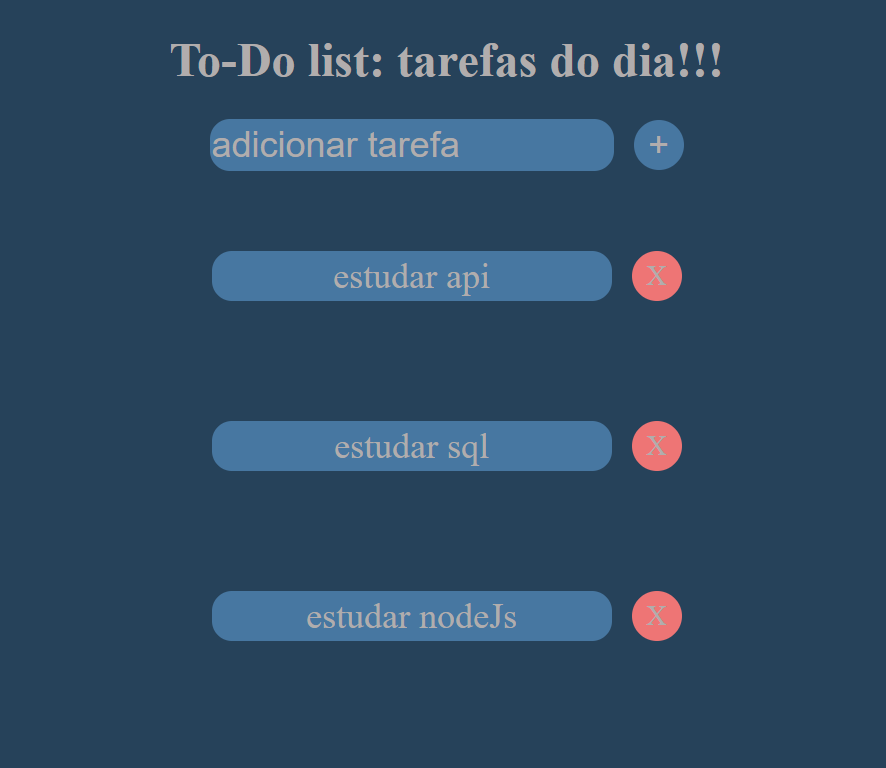 To-Do list: tarefas do dia!!!
adicionar tarefa +
estudar api X
estudar sql X
estudar nodeJs X